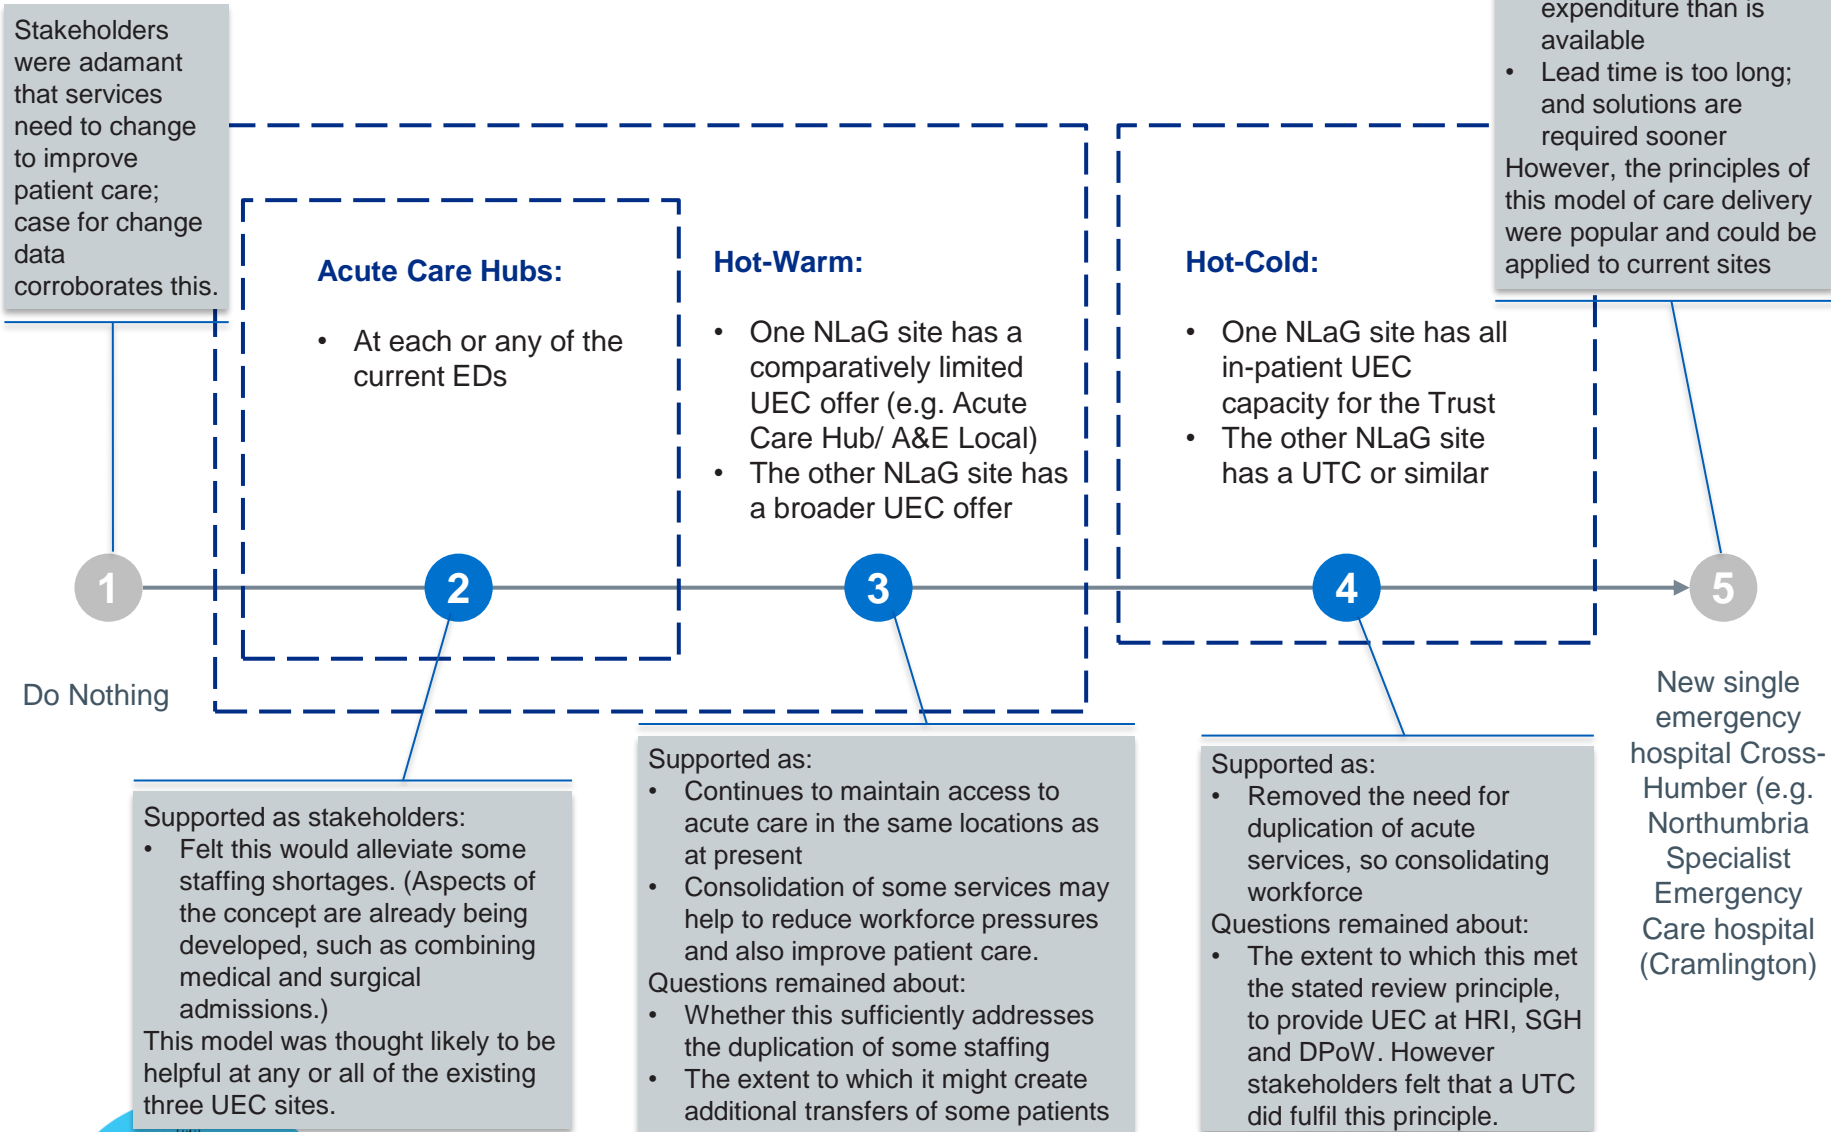 Stakeholders
were adamant
that services
need to change
to improve
patient care;
case for change
data
corroborates this.
expenditure than is
available
• Lead time is too long;
and solutions are
required sooner
However, the principles of
this model of care delivery
were popular and could be
applied to current sites
Acute Care Hubs:
• At each or any of the
current EDs
Hot-Warm:
• One NLaG site has a
comparatively limited
UEC offer (e.g. Acute
Care Hub/ A&E Local)
• The other NLaG site has
a broader UEC offer
Hot-Cold:
• One NLaG site has all
in-patient UEC
capacity for the Trust
• The other NLaG site
has a UTC or similar
1
2
3
4
5
Do Nothing
New single
emergency
hospital Cross-
Humber (e.g.
Northumbria
Specialist
Emergency
Care hospital
(Cramlington)
Supported as stakeholders:
• Felt this would alleviate some
staffing shortages. (Aspects of
the concept are already being
developed, such as combining
medical and surgical
admissions.)
This model was thought likely to be
helpful at any or all of the existing
three UEC sites.
Supported as:
• Continues to maintain access to
acute care in the same locations as
at present
• Consolidation of some services may
help to reduce workforce pressures
and also improve patient care.
Questions remained about:
• Whether this sufficiently addresses
the duplication of some staffing
• The extent to which it might create
additional transfers of some patients
Supported as:
• Removed the need for
duplication of acute
services, so consolidating
workforce
Questions remained about:
• The extent to which this met
the stated review principle,
to provide UEC at HRI, SGH
and DPoW. However
stakeholders felt that a UTC
did fulfil this principle.